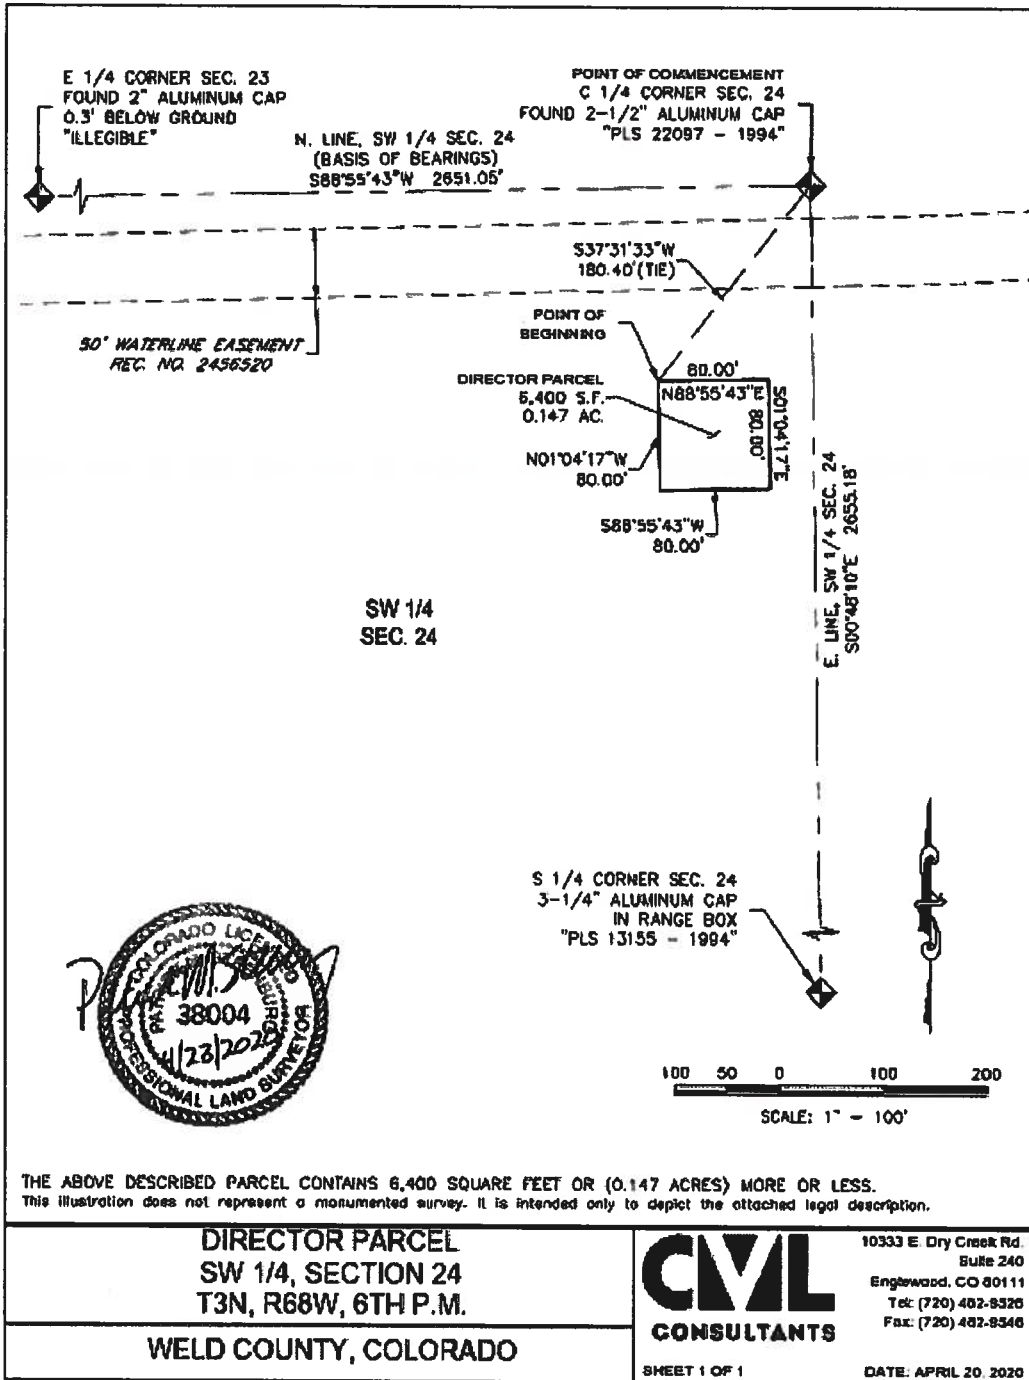 E 1/4 CORNER SEC. 23
FOUND 2" ALUMINUM CAP
0.3' BELOW GROUND
"ILLEGIBLE"
N. LINE, SW 1/4 SEC. 24
(BASIS OF BEARINGS)
S88°55'43"W 2651.05'
POINT OF COMMENCEMENT
C 1/4 CORNER SEC. 24
FOUND 2-1/2" ALUMINUM CAP
"PLS 22097 - 1994"
S37°31'33"W
180.40'(TIE)
50' WATERLINE EASEMENT
REC. NO. 2456520
POINT OF
BEGINNING
DIRECTOR PARCEL
6,400 S.F.
0.147 AC.
80.00'
N88°55'43"E
S01°04'17"E
80.00'
N01°04'17"W
80.00'
S88°55'43"W
80.00'
E. LINE, SW 1/4 SEC. 24
S00°48'10"E 2655.18'
SW 1/4
SEC. 24
S 1/4 CORNER SEC. 24
3-1/4" ALUMINUM CAP
IN RANGE BOX
"PLS 13155 - 1994"
COLORADO LICENSED
38004
4/23/2020
PROFESSIONAL LAND SURVEYOR
100 50 0 100 200
SCALE: 1" - 100'
THE ABOVE DESCRIBED PARCEL CONTAINS 6,400 SQUARE FEET OR (0.147 ACRES) MORE OR LESS.
This illustration does not represent a monumented survey. It is intended only to depict the attached legal description.
DIRECTOR PARCEL
SW 1/4, SECTION 24
T3N, R68W, 6TH P.M.
WELD COUNTY, COLORADO
CVL
CONSULTANTS
10333 E. Dry Creek Rd.
Suite 240
Englewood, CO 80111
Tel: (720) 482-9526
Fax: (720) 482-9546
SHEET 1 OF 1
DATE: APRIL 20, 2020